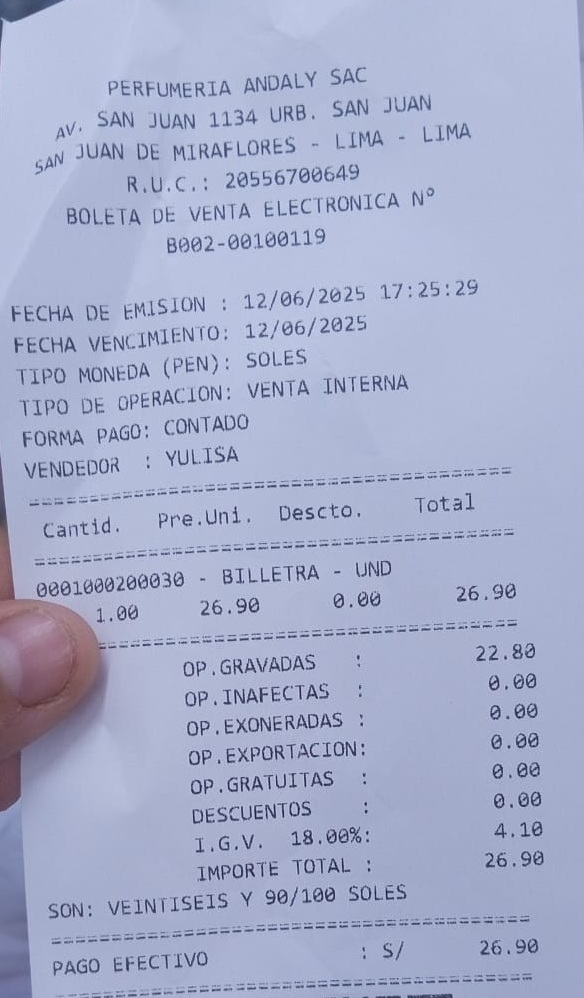 PERFUMERIA ANDALY SAC
AV. SAN JUAN 1134 URB. SAN JUAN
SAN JUAN DE MIRAFLORES - LIMA - LIMA
R.U.C.: 20556700649
BOLETA DE VENTA ELECTRONICA Nº
B002-00100119
FECHA DE EMISION : 12/06/2025 17:25:29
FECHA VENCIMIENTO: 12/06/2025
TIPO MONEDA (PEN): SOLES
TIPO DE OPERACION: VENTA INTERNA
FORMA PAGO: CONTADO
VENDEDOR : YULISA
Cantid. Pre.Uni. Descto. Total
0001000200030 - BILLETRA - UND
1.00 26.90 0.00 26.90
OP.GRAVADAS : 22.80
OP.INAFECTAS : 0.00
OP.EXONERADAS : 0.00
OP.EXPORTACION: 0.00
OP.GRATUITAS : 0.00
DESCUENTOS : 0.00
I.G.V. 18.00%: 4.10
IMPORTE TOTAL : 26.90
SON: VEINTISEIS Y 90/100 SOLES
PAGO EFECTIVO : S/ 26.90